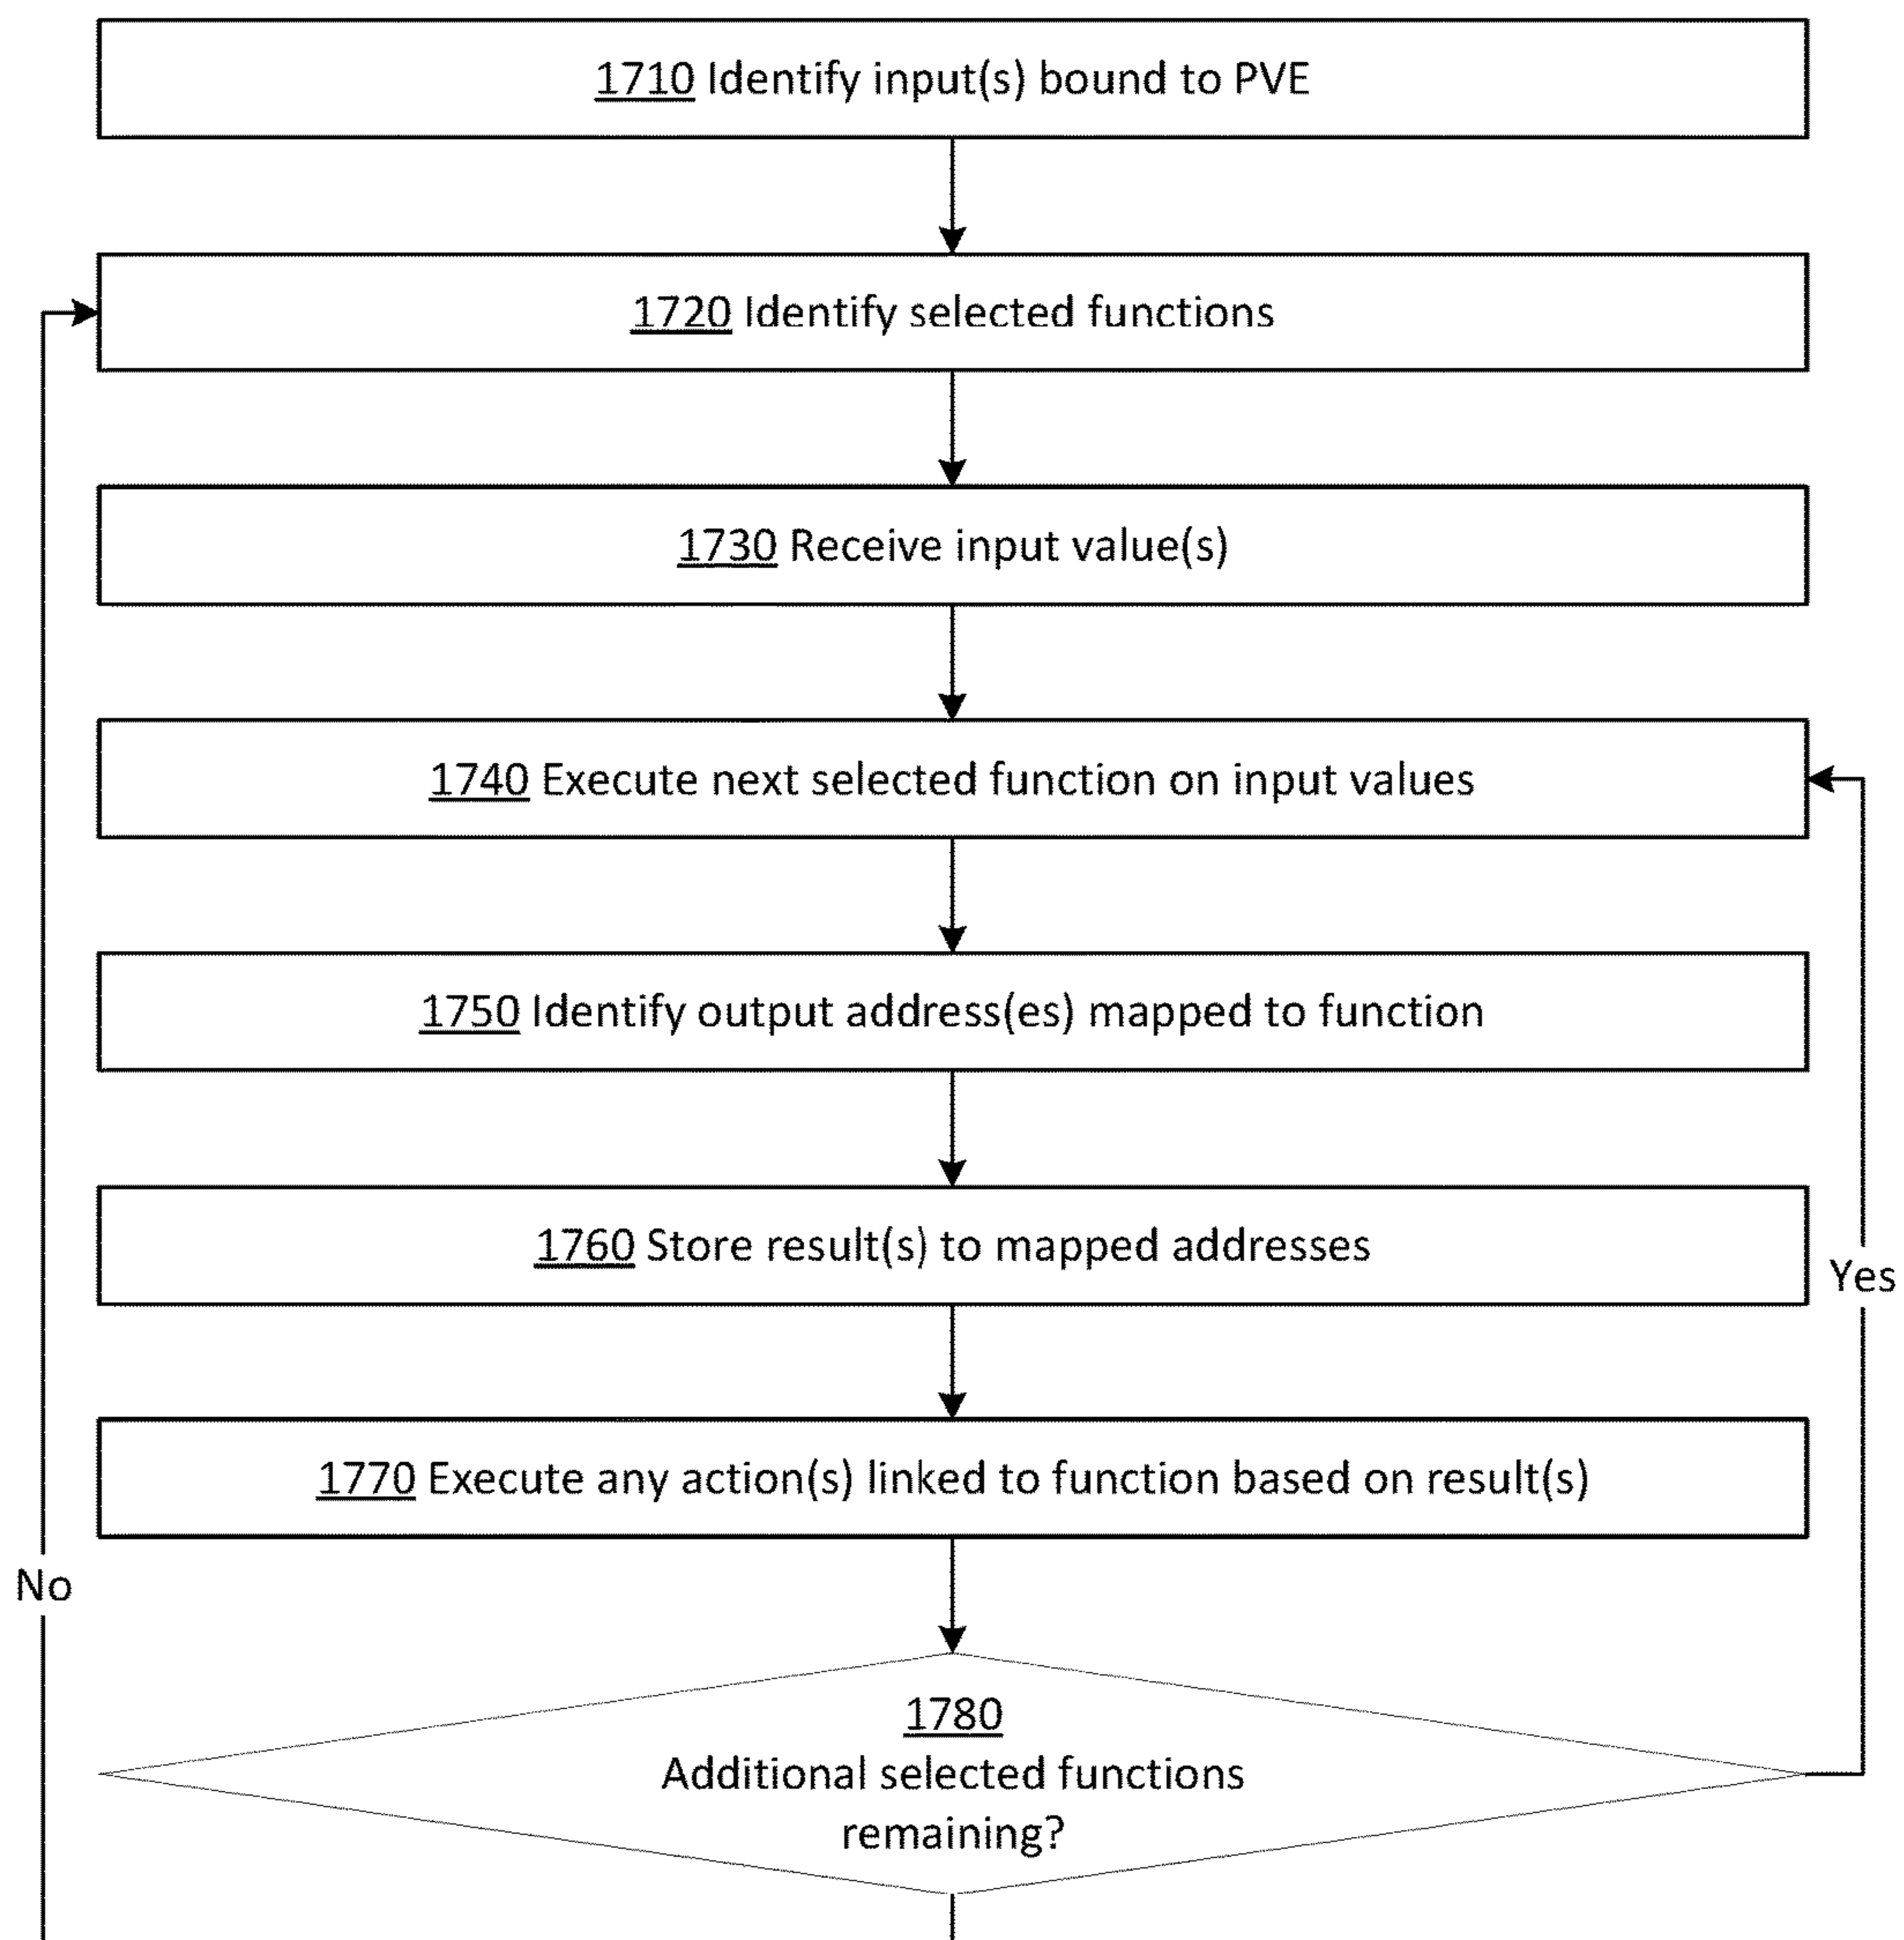 1710 Identify input(s) bound to PVE
1720 Identify selected functions
1730 Receive input value(s)
1740 Execute next selected function on input values
1750 Identify output address(es) mapped to function
1760 Store result(s) to mapped addresses
Yes
1770 Execute any action(s) linked to function based on result(s)
No
1780
Additional selected functions
remaining?